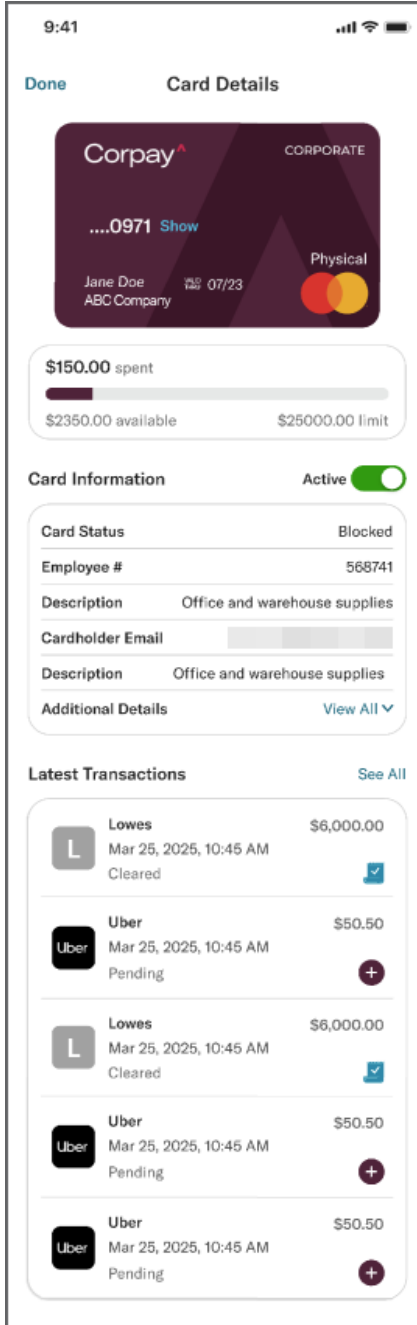 9:41
Done Card Details
Corpay^ CORPORATE
....0971 Show
Physical
Jane Doe VALID THRU 07/23
ABC Company
$150.00 spent
$2350.00 available $25000.00 limit
Card Information Active
Card Status Blocked
Employee # 568741
Description Office and warehouse supplies
Cardholder Email
Description Office and warehouse supplies
Additional Details View All
Latest Transactions See All
L Lowes $6,000.00
Mar 25, 2025, 10:45 AM
Cleared
Uber Uber $50.50
Mar 25, 2025, 10:45 AM
Pending
L Lowes $6,000.00
Mar 25, 2025, 10:45 AM
Cleared
Uber Uber $50.50
Mar 25, 2025, 10:45 AM
Pending
Uber Uber $50.50
Mar 25, 2025, 10:45 AM
Pending